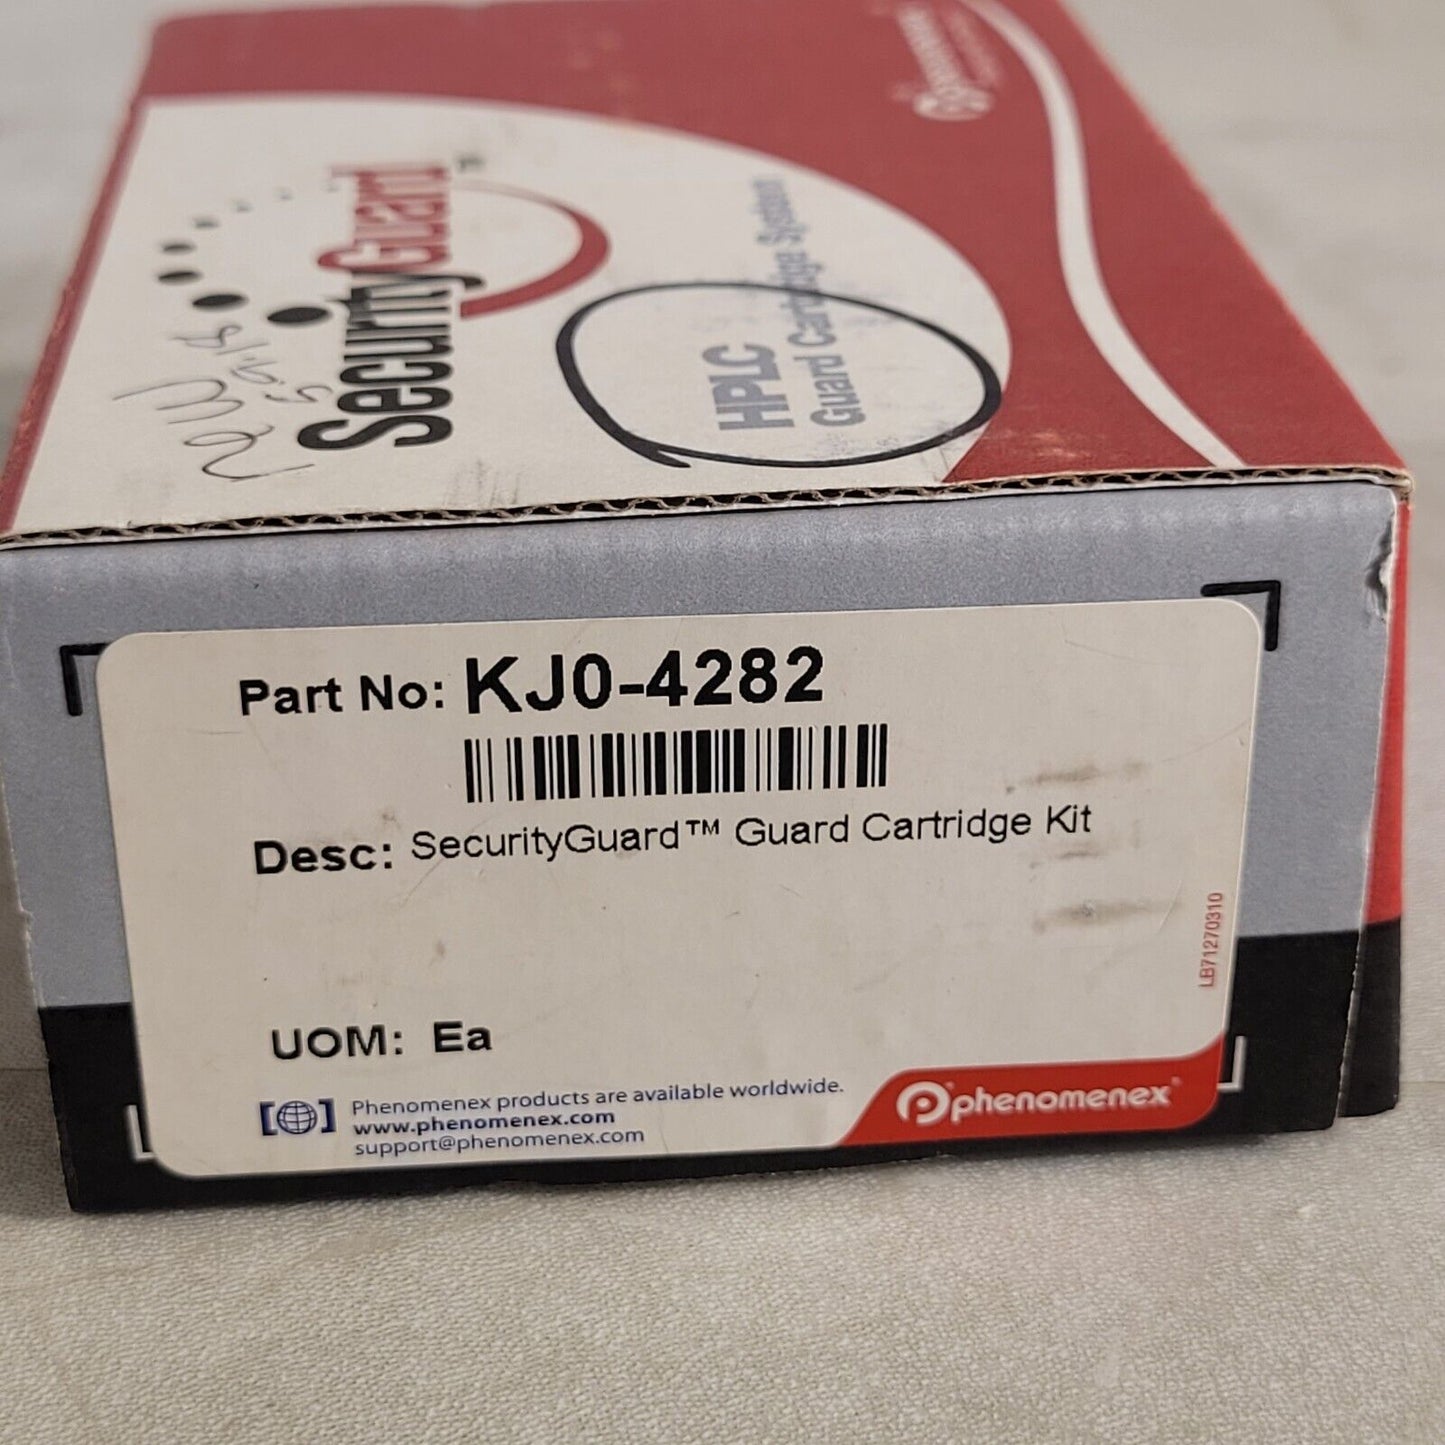 SecurityGuard™
HPLC
Guard Cartridge System
Part No: KJ0-4282
Desc: SecurityGuard™ Guard Cartridge Kit
LB71270310
UOM: Ea
Phenomenex products are available worldwide.
www.phenomenex.com
support@phenomenex.com
phenomenex®